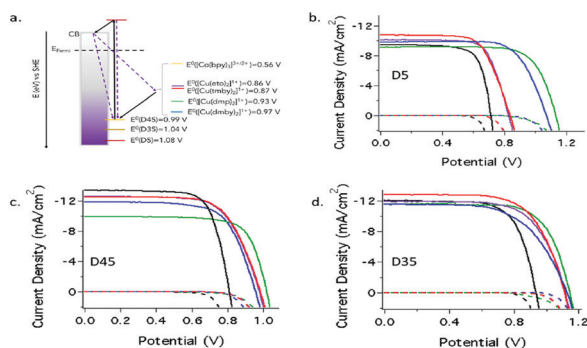 a.
CB
E Fermi
E (eV) vs SHE
E⁰([Co(bpy)₃]³⁺/²⁺)=0.56 V
E⁰([Cu(eto)₂]²⁺/¹⁺)=0.86 V
E⁰([Cu(tmby)₂]²⁺/¹⁺)=0.87 V
E⁰([Cu(dmp)₂]²⁺/¹⁺)=0.93 V
E⁰([Cu(dmby)₂]²⁺/¹⁺)=0.97 V
E⁰(D45)=0.99 V
E⁰(D35)=1.04 V
E⁰(D5)=1.08 V
b.
Current Density (mA/cm²)
-12
-8
-4
0
D5
0.0 0.4 0.8 1.2
Potential (V)
c.
Current Density (mA/cm²)
-12
-8
-4
0
D45
0.0 0.2 0.4 0.6 0.8 1.0
Potential (V)
d.
Current Density (mA/cm²)
-12
-8
-4
0
D35
0.0 0.4 0.8 1.2
Potential (V)